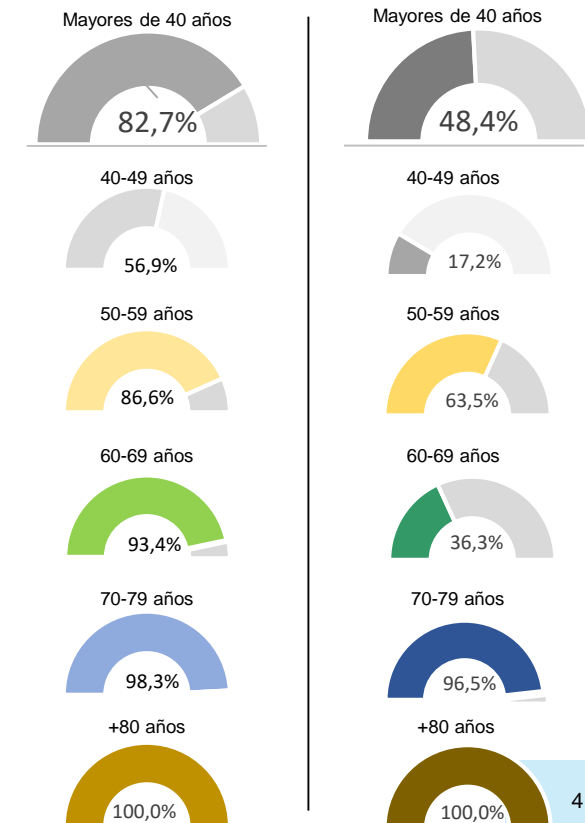 Mayores de 40 años
82,7%
40-49 años
56,9%
50-59 años
86,6%
60-69 años
93,4%
70-79 años
98,3%
+80 años
100,0%
Mayores de 40 años
48,4%
40-49 años
17,2%
50-59 años
63,5%
60-69 años
36,3%
70-79 años
96,5%
+80 años
100,0%
4